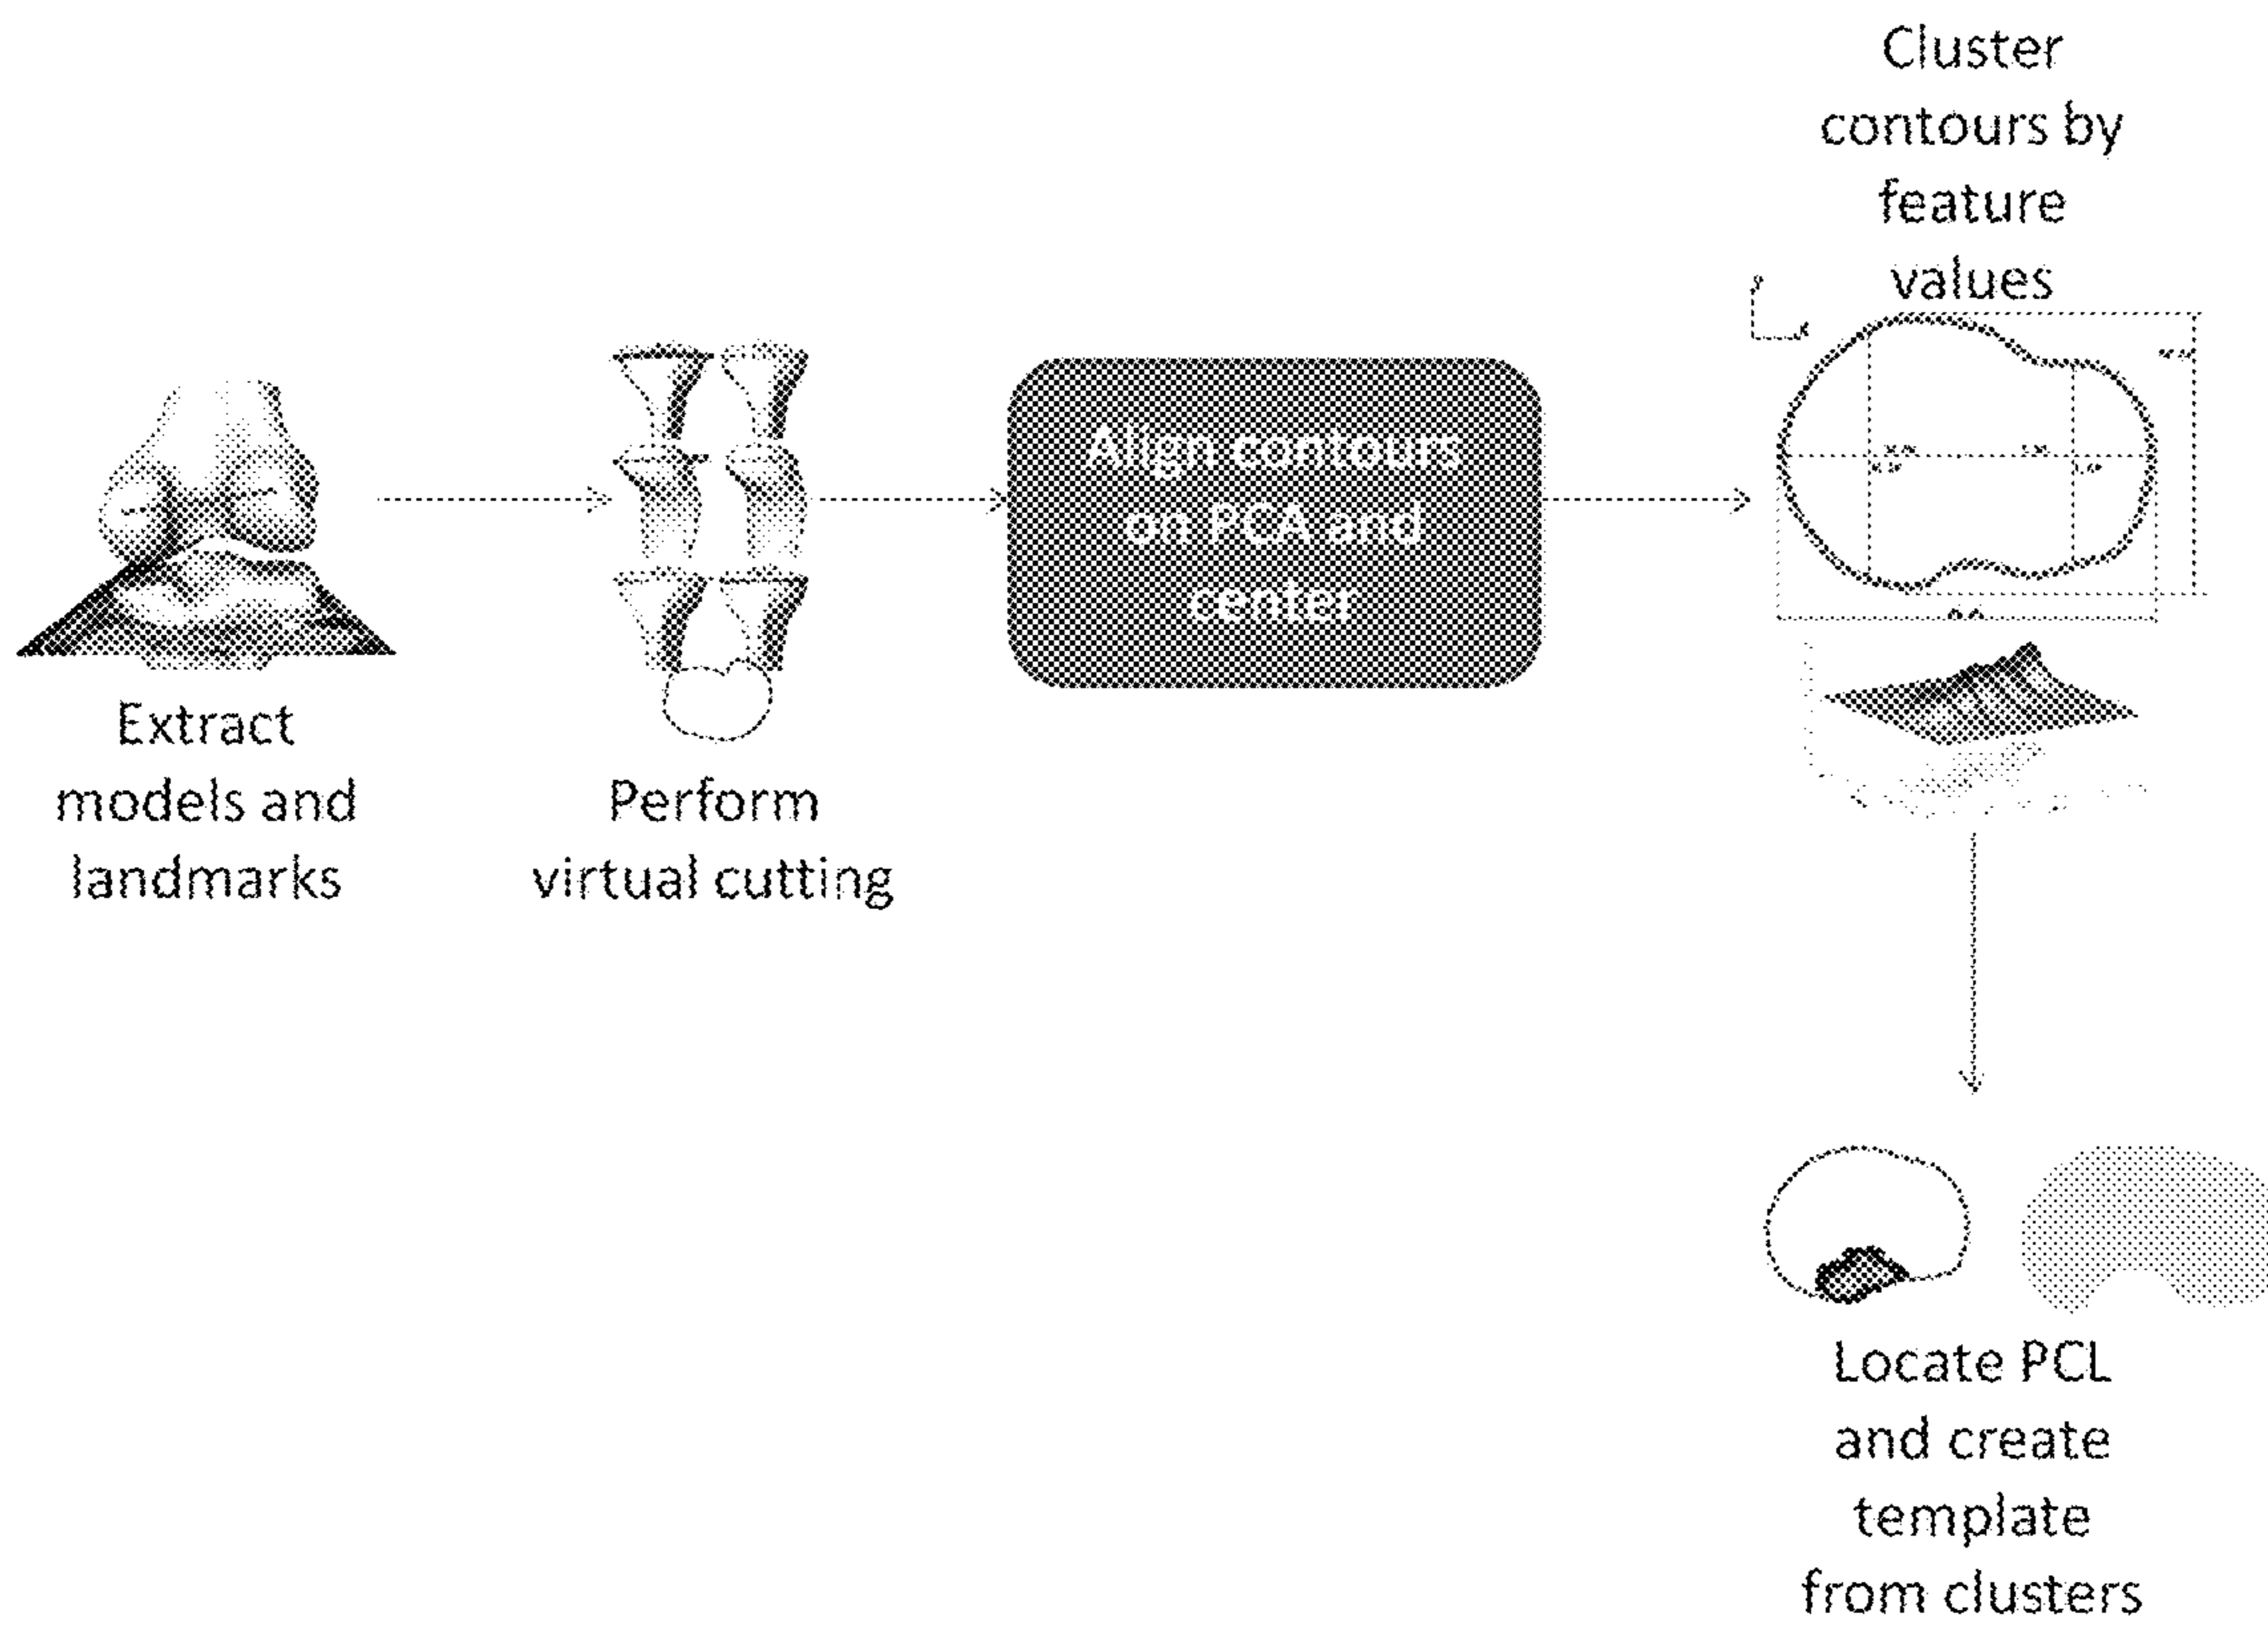 Cluster
contours by
feature
values
y
x
Align contours
on PCA and
center
Extract
models and
landmarks
Perform
virtual cutting
Locate PCL
and create
template
from clusters